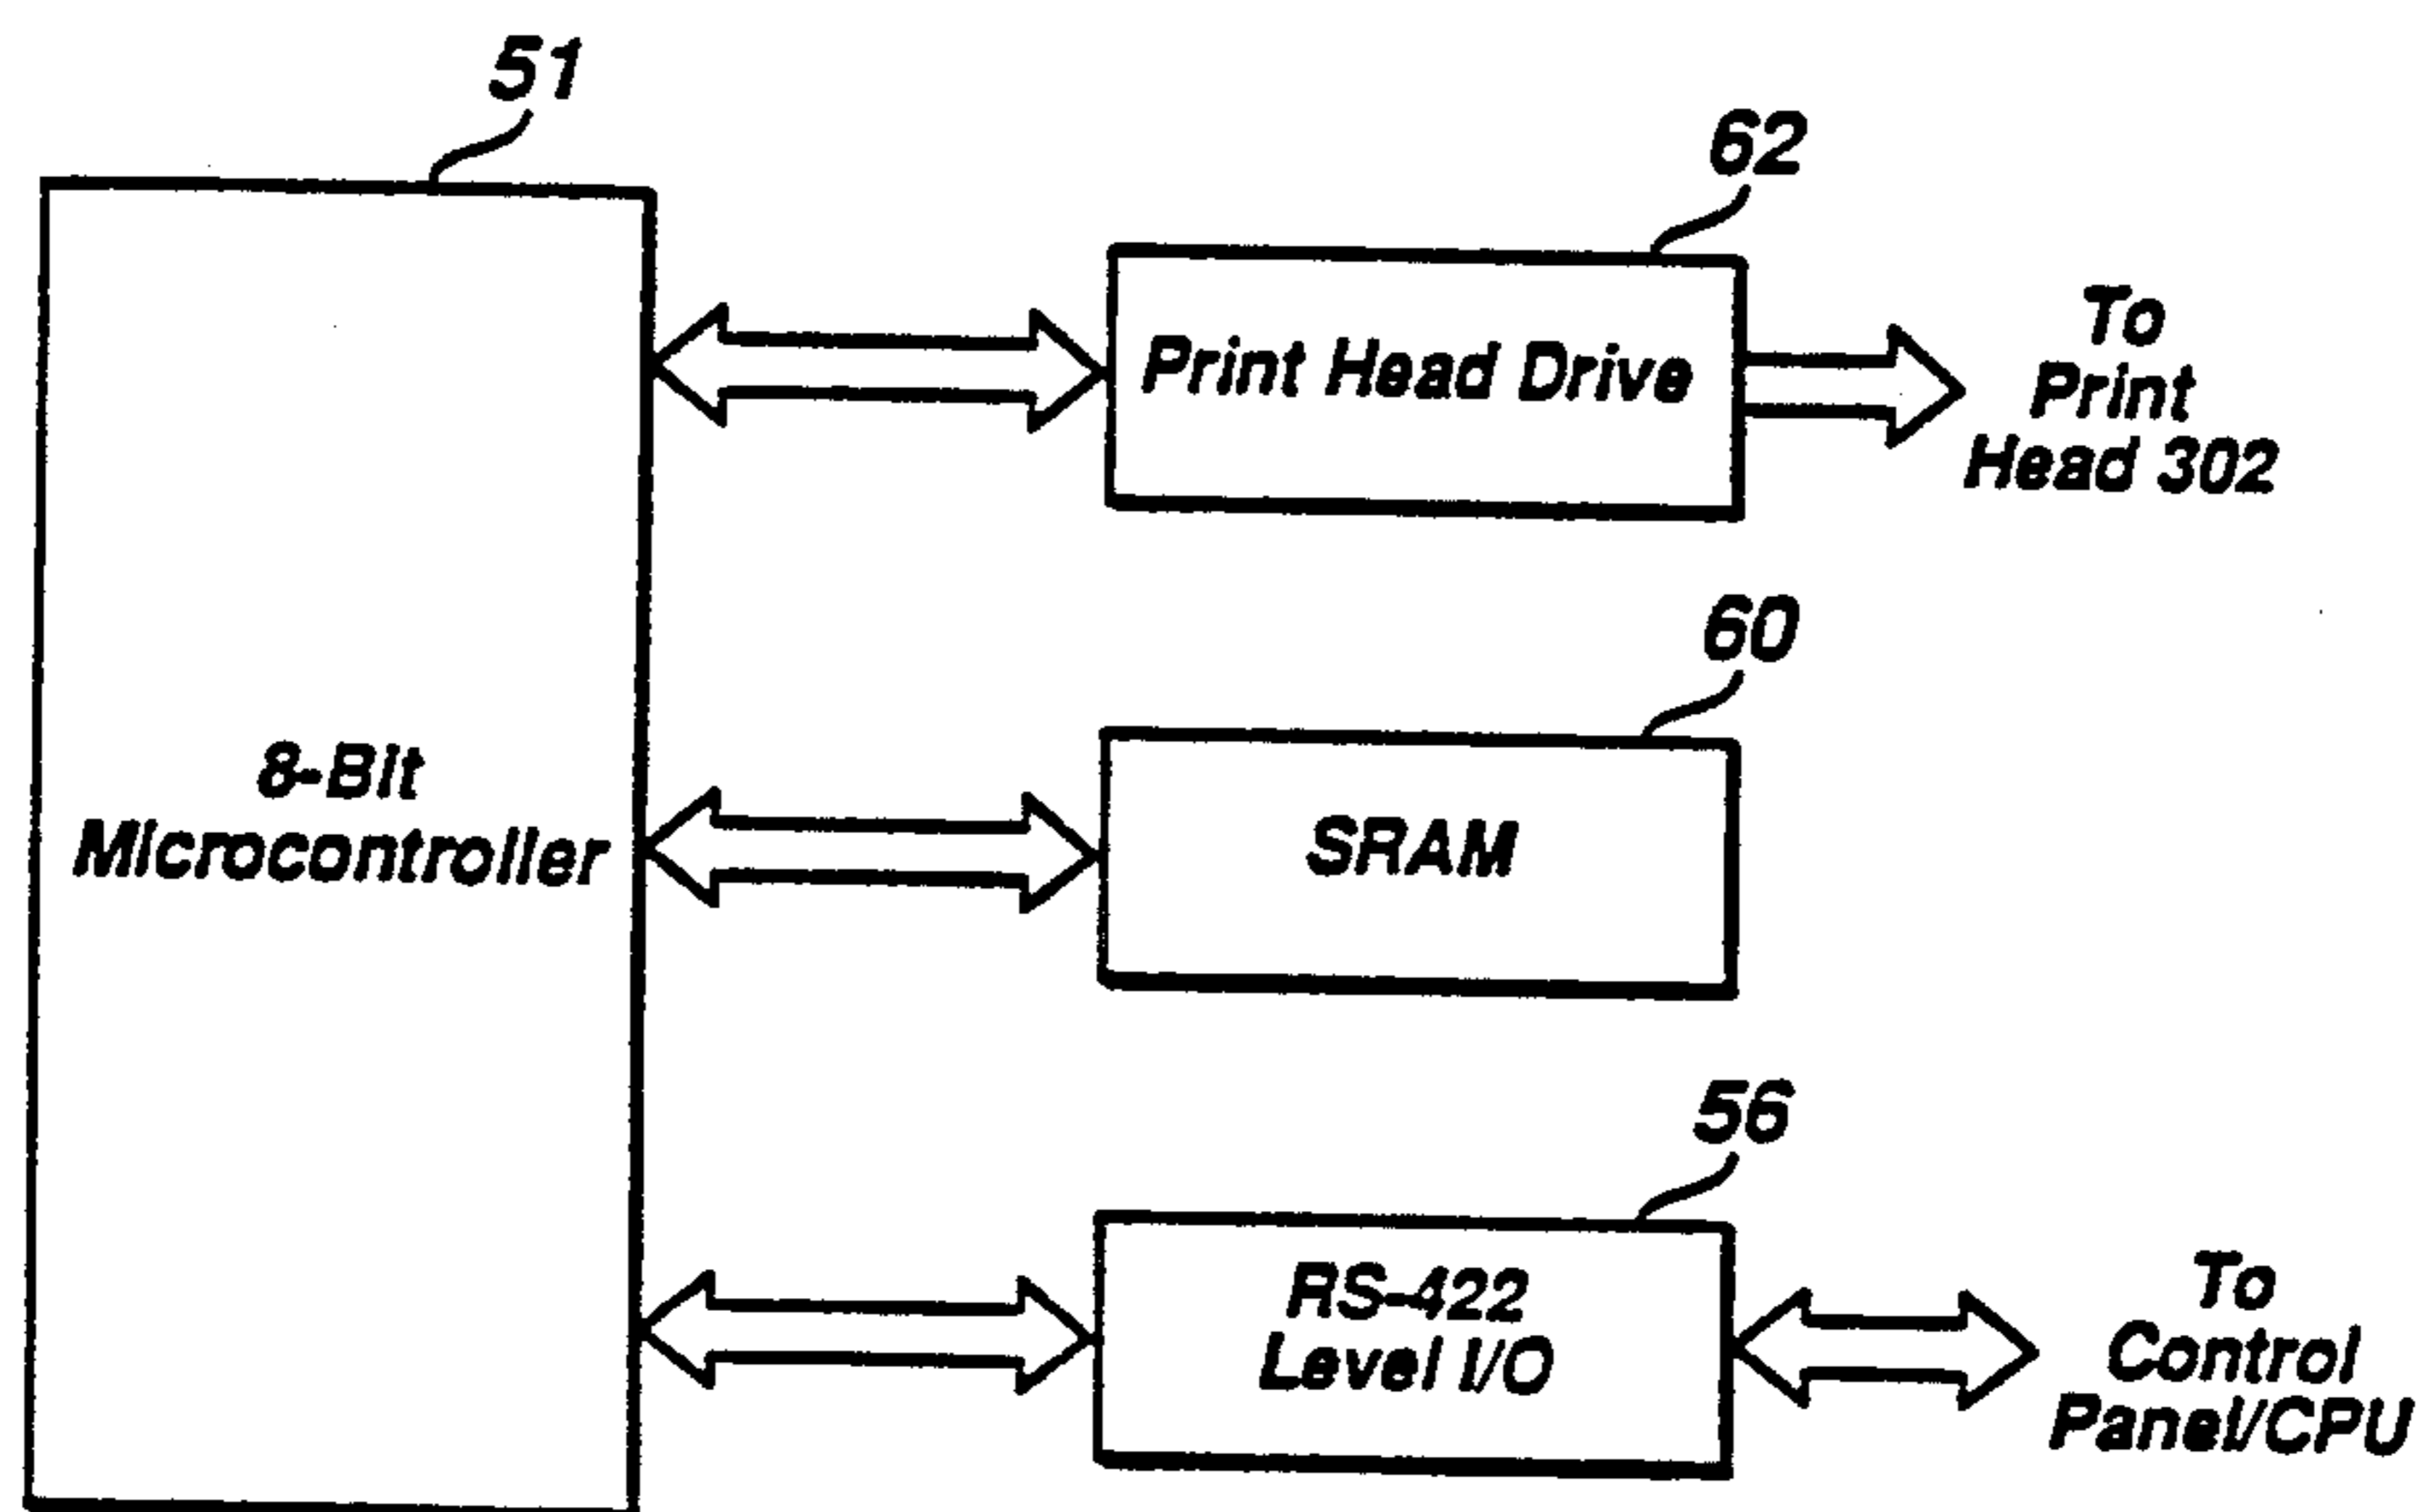 51
62
Print Head Drive
To
Print
Head 302
60
8-Bit
Microcontroller
SRAM
56
RS-422
Level I/O
To
Control
Panel/CPU